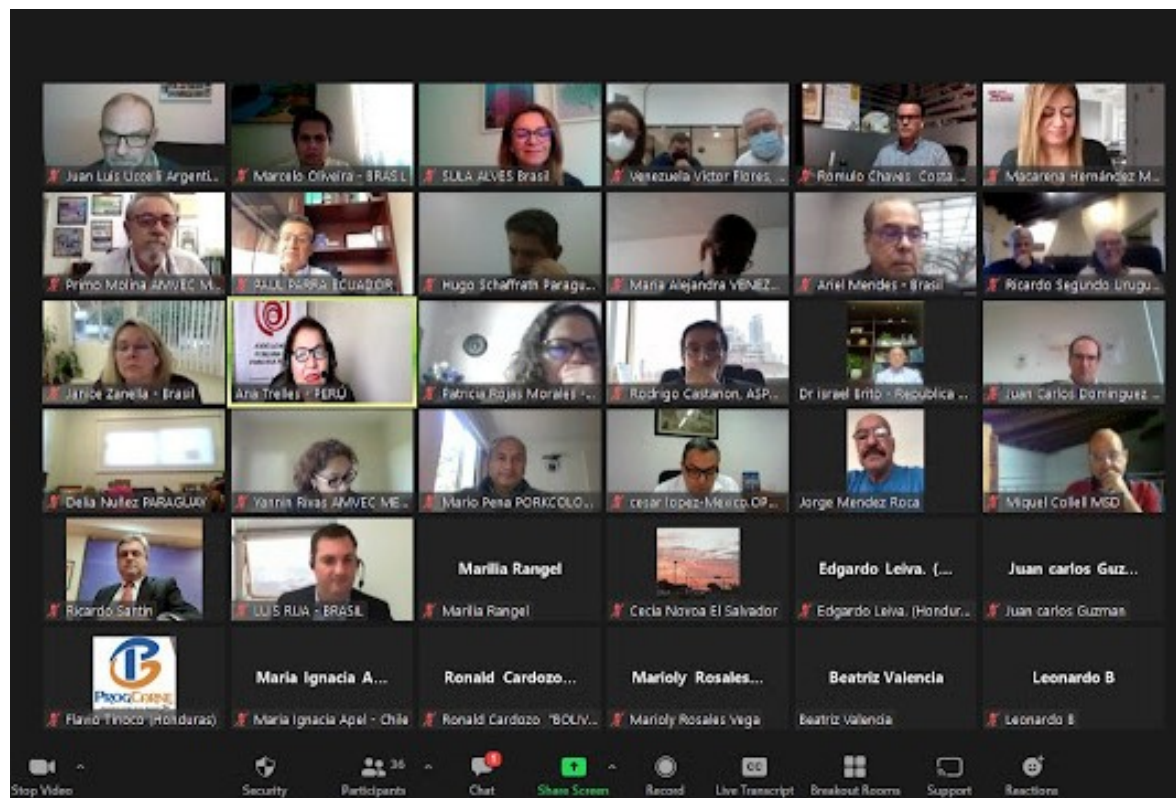 Juan Luis Uccelli Argenti...
Marcelo Oliveira - BRASIL
SULA ALVES Brasil
Venezuela Victor Flores, ...
Romulo Chaves Costa ...
Macarena Hernández M...
Primo Molina AMVEC M...
PAUL PARRA ECUADOR
Hugo Schaffrath Paragu...
Maria Alejandra VENEZ...
Ariel Mendes - Brasil
Ricardo Segundo Urugu...
Janice Zanella - Brasil
Ana Trelles - PERÚ
Patricia Rojas Morales - ...
Rodrigo Castanon, ASP...
Dr israel Brito - Republica ...
Juan Carlos Dominguez ...
Delia Nuñez PARAGUAY
Yannin Rivas AMVEC ME...
Mario Pena PORKCOLO...
cesar lopez-Mexico.OP...
Jorge Mendez Roca
Miguel Collell MSD
Ricardo Santin
LUIS RUA - BRASIL
Marilia Rangel
Marilia Rangel
Cecia Novoa El Salvador
Edgardo Leiva. (...
Edgardo Leiva. (Hondur...
Juan carlos Guz...
Juan carlos Guzman
PROGCARNE
Flavio Tinoco (Honduras)
Maria Ignacia A...
Maria Ignacia Apel - Chile
Ronald Cardozo...
Ronald Cardozo "BOLIV...
Marioly Rosales...
Marioly Rosales Vega
Beatriz Valencia
Beatriz Valencia
Leonardo B
Leonardo B
Stop Video
Security
Participants
36
Chat
1
Share Screen
Record
CC
Live Transcript
Breakout Rooms
Support
Reactions